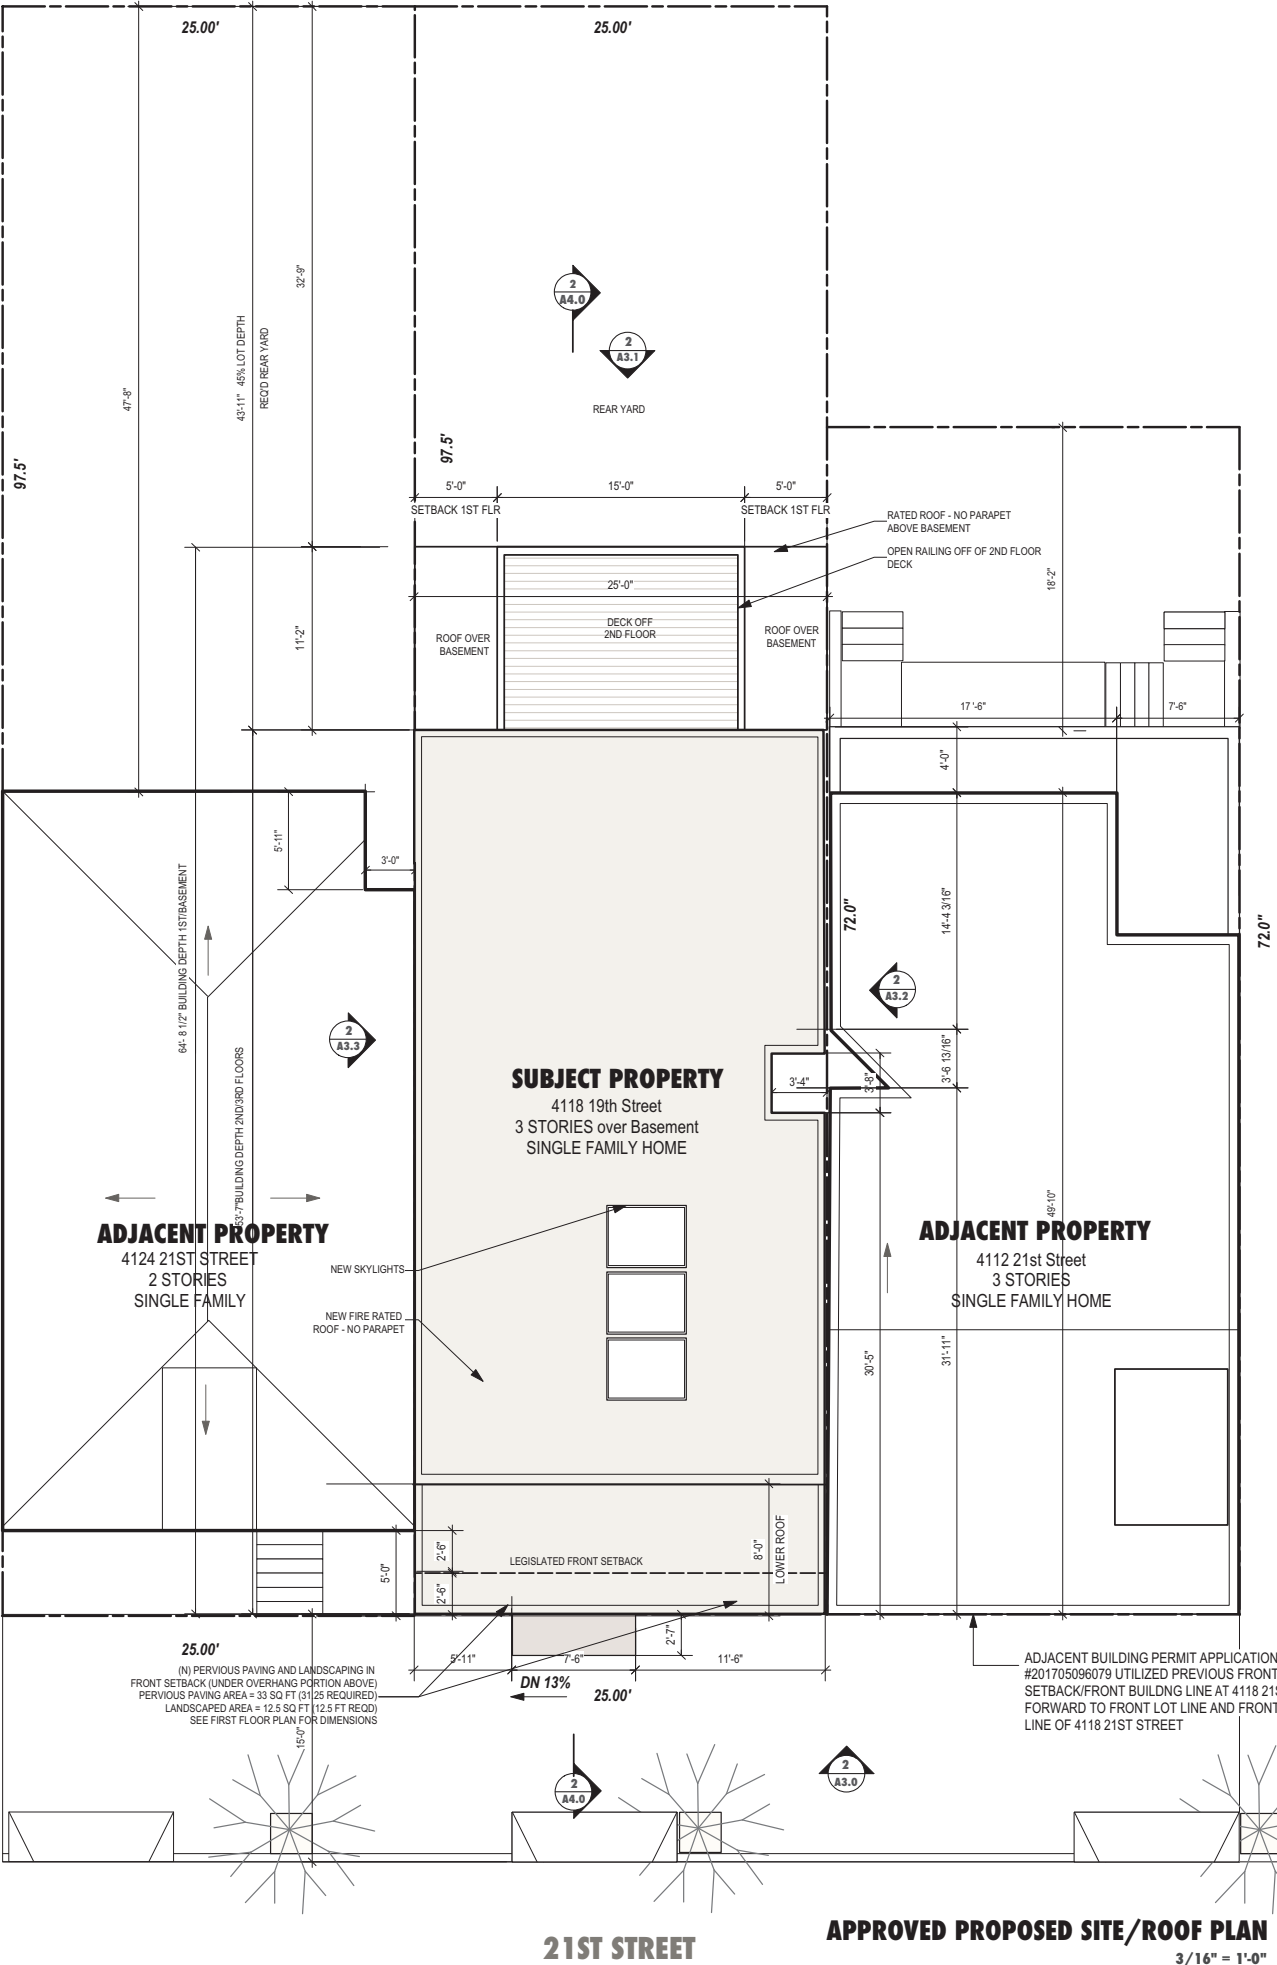 25.00'
25.00'
32'-9"
2
A4.0
2
A3.1
43'-11" 45% LOT DEPTH
REQ'D REAR YARD
47'-8"
REAR YARD
97.5'
97.5'
5'-0"
15'-0"
5'-0"
SETBACK 1ST FLR
SETBACK 1ST FLR
RATED ROOF - NO PARAPET
ABOVE BASEMENT
OPEN RAILING OFF OF 2ND FLOOR
DECK
18'-2"
25'-0"
11'-2"
ROOF OVER
BASEMENT
DECK OFF
2ND FLOOR
ROOF OVER
BASEMENT
17 '-6"
7'-6"
4'-0"
5'-11"
3'-0"
64'- 8 1/2" BUILDING DEPTH 1ST/BASEMENT
14'-4 3/16"
72.0"
72.0"
2
A3.2
2
A3.3
53'-7"BUILDING DEPTH 2ND/3RD FLOORS
3'-6 13/16"
3'-4"
3'-8"
SUBJECT PROPERTY
4118 19th Street
3 STORIES over Basement
SINGLE FAMILY HOME
49'-10"
ADJACENT PROPERTY
4124 21ST STREET
2 STORIES
SINGLE FAMILY
ADJACENT PROPERTY
4112 21st Street
3 STORIES
SINGLE FAMILY HOME
NEW SKYLIGHTS
NEW FIRE RATED
ROOF - NO PARAPET
30'-5"
31'-11"
2'-6"
8'-0"
LOWER ROOF
LEGISLATED FRONT SETBACK
5'-0"
2'-6"
2'-7"
25.00'
5'-11"
7'-6"
11'-6"
(N) PERVIOUS PAVING AND LANDSCAPING IN
FRONT SETBACK (UNDER OVERHANG PORTION ABOVE)
PERVIOUS PAVING AREA = 33 SQ FT (31.25 REQUIRED)
LANDSCAPED AREA = 12.5 SQ FT (12.5 FT REQD)
SEE FIRST FLOOR PLAN FOR DIMENSIONS
DN 13%
25.00'
ADJACENT BUILDING PERMIT APPLICATION
#201705096079 UTILIZED PREVIOUS FRONT
SETBACK/FRONT BUILDNG LINE AT 4118 21S
FORWARD TO FRONT LOT LINE AND FRONT
LINE OF 4118 21ST STREET
15'-0"
2
A4.0
2
A3.0
APPROVED PROPOSED SITE/ROOF PLAN
21ST STREET
3/16" = 1'-0"